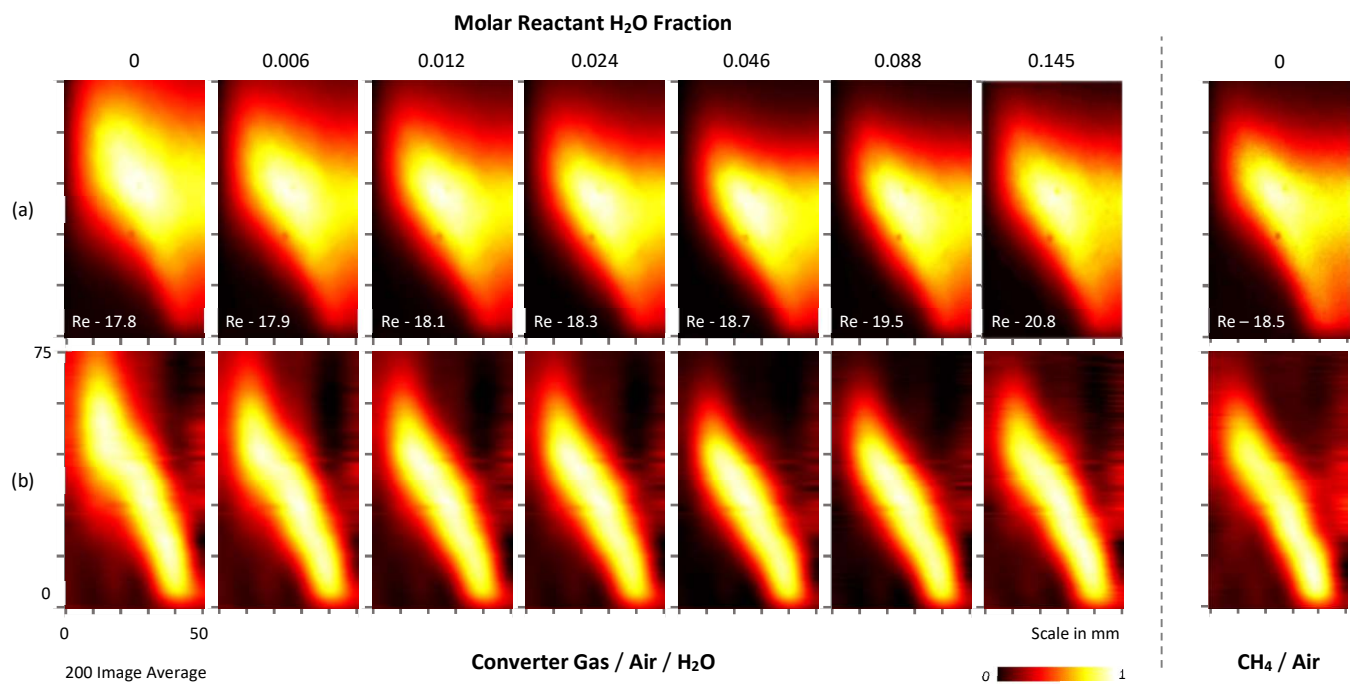 Molar Reactant H₂O Fraction
0 0.006 0.012 0.024 0.046 0.088 0.145 0
(a)
Re - 17.8 Re - 17.9 Re - 18.1 Re - 18.3 Re - 18.7 Re - 19.5 Re - 20.8 Re – 18.5
75
(b)
0
0 50 Scale in mm
200 Image Average Converter Gas / Air / H₂O 0 1 CH₄ / Air